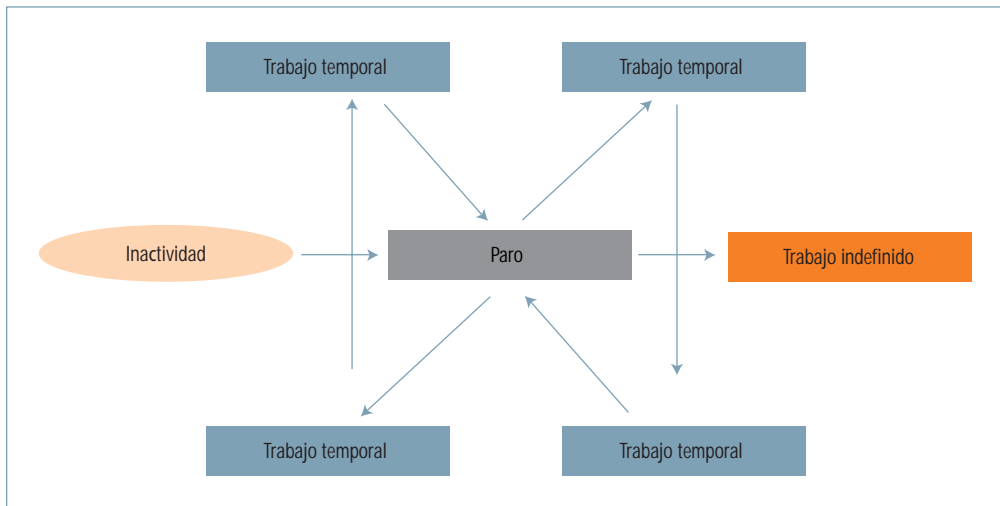 Trabajo temporal
Trabajo temporal
Inactividad
Paro
Trabajo indefinido
Trabajo temporal
Trabajo temporal